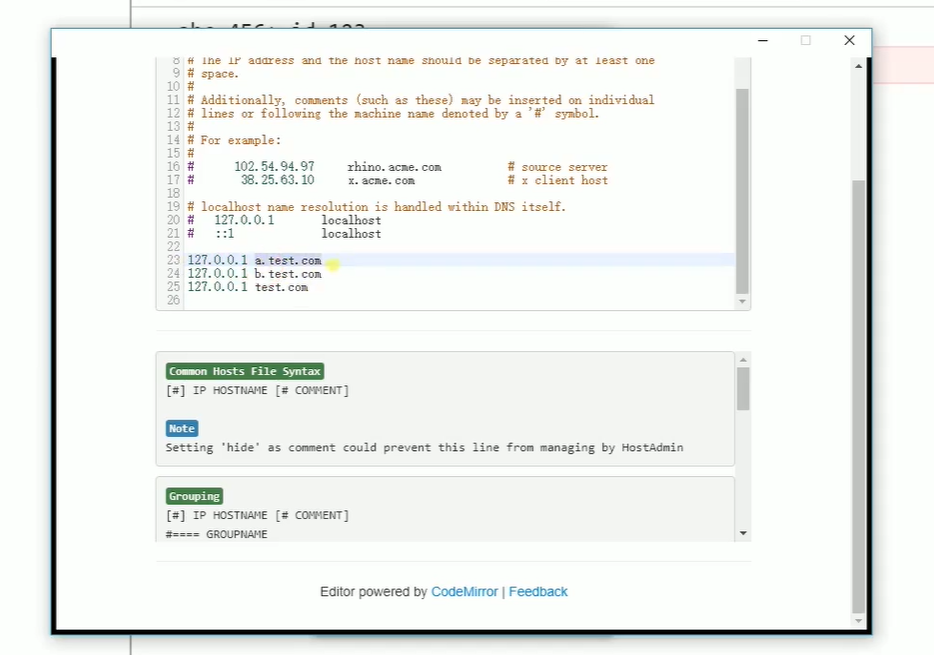 8 # The IP address and the host name should be separated by at least one
9 # space.
10 #
11 # Additionally, comments (such as these) may be inserted on individual
12 # lines or following the machine name denoted by a '#' symbol.
13 #
14 # For example:
15 #
16 #      102.54.94.97     rhino.acme.com          # source server
17 #       38.25.63.10     x.acme.com              # x client host
18
19 # localhost name resolution is handled within DNS itself.
20 #   127.0.0.1       localhost
21 #   ::1             localhost
22
23 127.0.0.1 a.test.com
24 127.0.0.1 b.test.com
25 127.0.0.1 test.com
26
Common Hosts File Syntax
[#] IP HOSTNAME [# COMMENT]
Note
Setting 'hide' as comment could prevent this line from managing by HostAdmin
Grouping
[#] IP HOSTNAME [# COMMENT]
#==== GROUPNAME
Editor powered by CodeMirror | Feedback